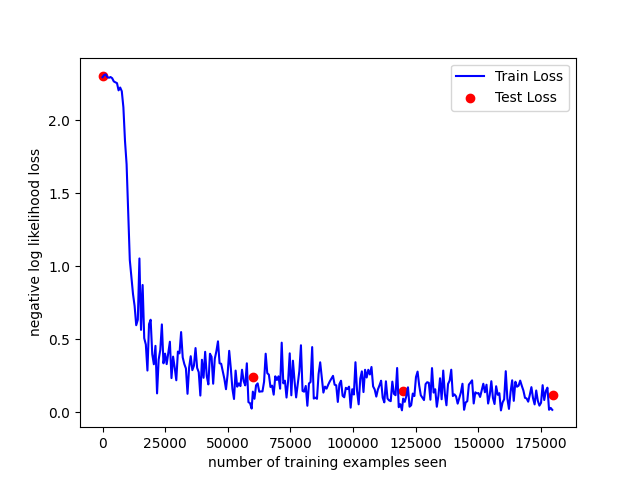 Train Loss
Test Loss
negative log likelihood loss
2.0
1.5
1.0
0.5
0.0
0 25000 50000 75000 100000 125000 150000 175000
number of training examples seen